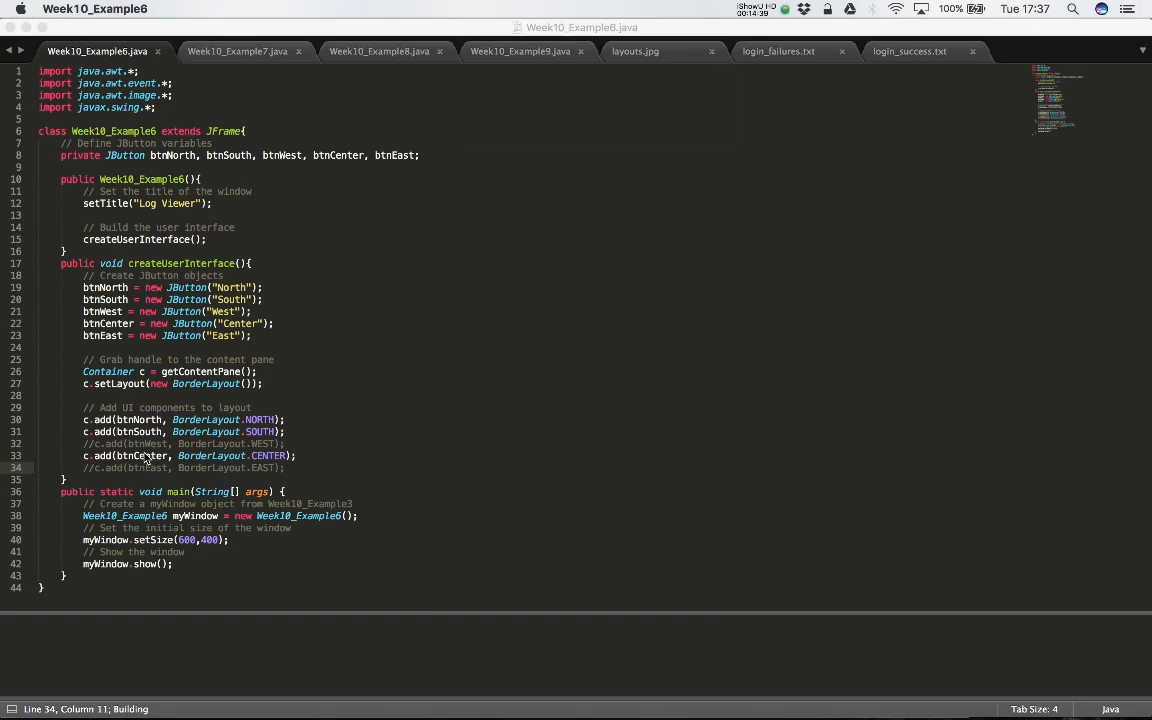 Week10_Example6
iShowU HD
00:14:39
100%
Tue 17:37
Week10_Example6.java
Week10_Example6.java ×
Week10_Example7.java ×
Week10_Example8.java ×
Week10_Example9.java ×
layouts.jpg ×
login_failures.txt ×
login_success.txt ×
1 import java.awt.*;
2 import java.awt.event.*;
3 import java.awt.image.*;
4 import javax.swing.*;
5
6 class Week10_Example6 extends JFrame{
7 // Define JButton variables
8 private JButton btnNorth, btnSouth, btnWest, btnCenter, btnEast;
9
10 public Week10_Example6(){
11 // Set the title of the window
12 setTitle("Log Viewer");
13
14 // Build the user interface
15 createUserInterface();
16 }
17 public void createUserInterface(){
18 // Create JButton objects
19 btnNorth = new JButton("North");
20 btnSouth = new JButton("South");
21 btnWest = new JButton("West");
22 btnCenter = new JButton("Center");
23 btnEast = new JButton("East");
24
25 // Grab handle to the content pane
26 Container c = getContentPane();
27 c.setLayout(new BorderLayout());
28
29 // Add UI components to layout
30 c.add(btnNorth, BorderLayout.NORTH);
31 c.add(btnSouth, BorderLayout.SOUTH);
32 //c.add(btnWest, BorderLayout.WEST);
33 c.add(btnCenter, BorderLayout.CENTER);
34 //c.add(btnEast, BorderLayout.EAST);
35 }
36 public static void main(String[] args) {
37 // Create a myWindow object from Week10_Example3
38 Week10_Example6 myWindow = new Week10_Example6();
39 // Set the initial size of the window
40 myWindow.setSize(600,400);
41 // Show the window
42 myWindow.show();
43 }
44 }
Line 34, Column 11; Building
Tab Size: 4
Java